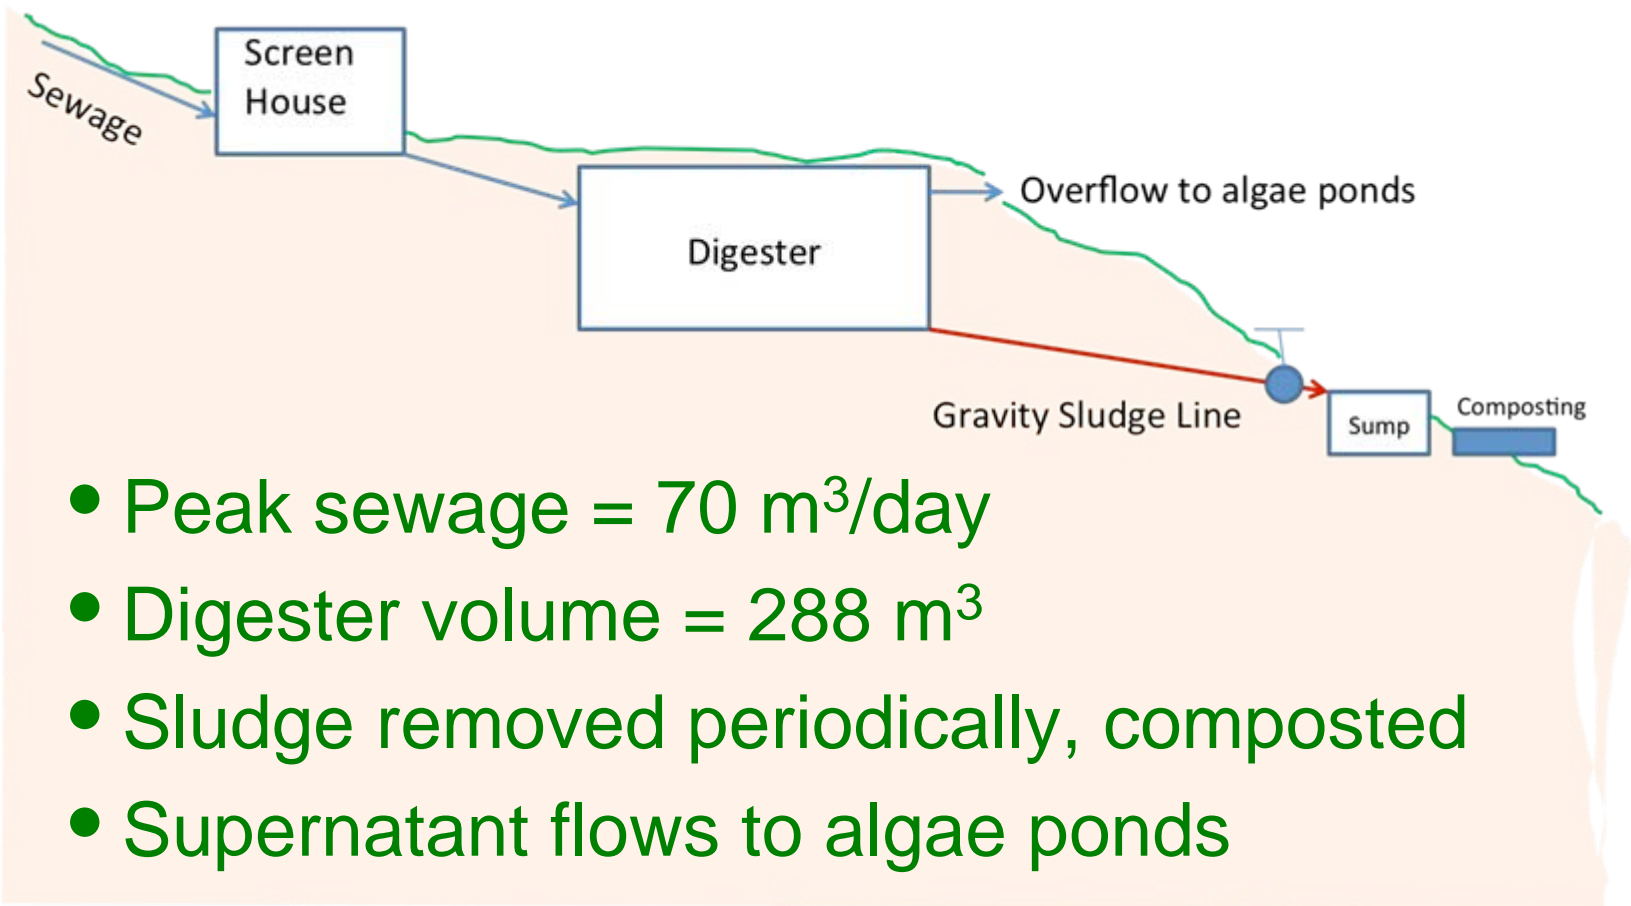 Screen
House
Sewage
Overflow to algae ponds
Digester
Gravity Sludge Line
Sump
Composting
• Peak sewage = 70 m³/day
• Digester volume = 288 m³
• Sludge removed periodically, composted
• Supernatant flows to algae ponds